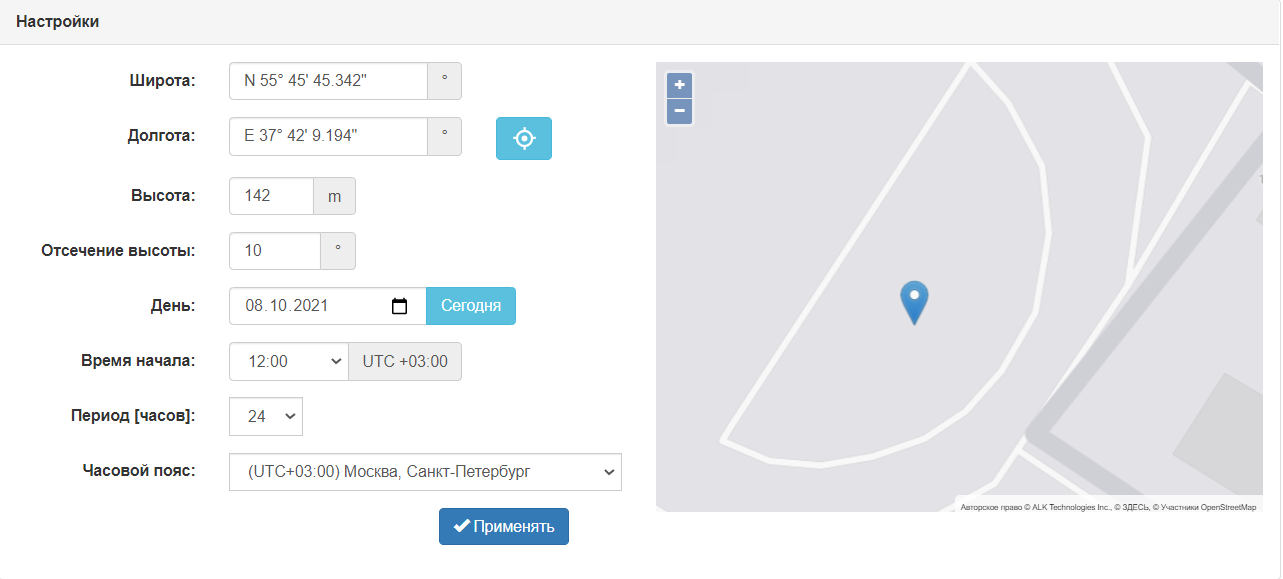 Настройки
Широта: N 55° 45' 45.342" °
Долгота: E 37° 42' 9.194" °
Высота: 142 m
Отсечение высоты: 10 °
День: 08.10.2021 Сегодня
Время начала: 12:00 UTC +03:00
Период [часов]: 24
Часовой пояс: (UTC+03:00) Москва, Санкт-Петербург
Применять
+
−
Авторское право © ALK Technologies Inc., © ЗДЕСЬ, © Участники OpenStreetMap